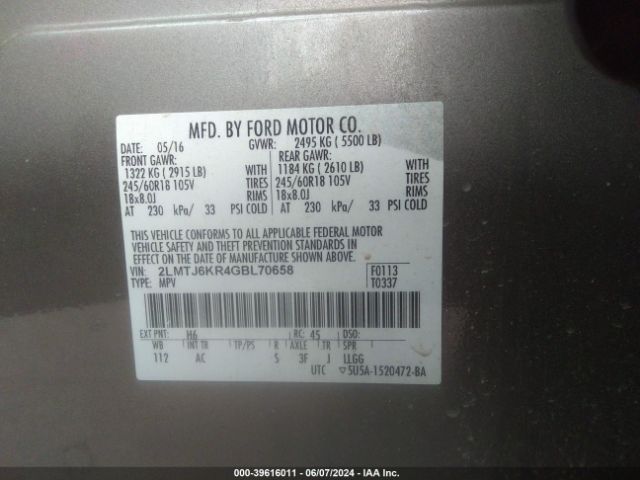 MFD. BY FORD MOTOR CO.
DATE: 05/16 GVWR: 2495 KG ( 5500 LB)
FRONT GAWR: REAR GAWR:
1322 KG ( 2915 LB) WITH 1184 KG ( 2610 LB) WITH
245/60R18 105V TIRES 245/60R18 105V TIRES
18x8.0J RIMS 18x8.0J RIMS
AT 230 kPa/ 33 PSI COLD AT 230 kPa/ 33 PSI COLD
THIS VEHICLE CONFORMS TO ALL APPLICABLE FEDERAL MOTOR
VEHICLE SAFETY AND THEFT PREVENTION STANDARDS IN
EFFECT ON THE DATE OF MANUFACTURE SHOWN ABOVE.
VIN: 2LMTJ6KR4GBL70658 F0113
TYPE: MPV T0337
EXT PNT: H6 RC: 45 DSO:
WB INT TR TP/PS R AXLE TR SPR
112 AC S 3F J LLGG
UTC ▽5U5A-1520472-BA
000-39616011 - 06/07/2024 - IAA Inc.